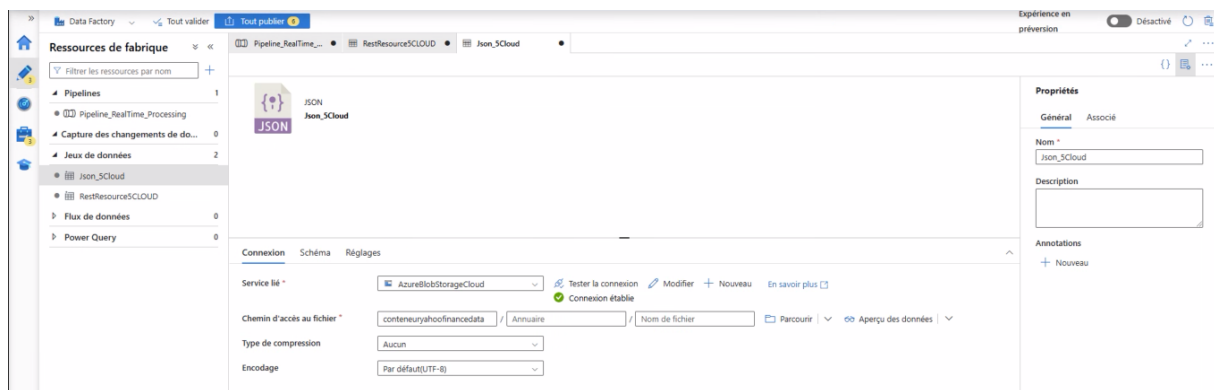 Data Factory
Tout valider
Tout publier 4
Expérience en préversion
Désactivé
Ressources de fabrique
Filtrer les ressources par nom
Pipelines 1
Pipeline_RealTime_Processing
Capture des changements de do... 0
Jeux de données 2
Json_5Cloud
RestResource5CLOUD
Flux de données 0
Power Query 0
Pipeline_RealTime_...
RestResource5CLOUD
Json_5Cloud
JSON
JSON
Json_5Cloud
Connexion Schéma Réglages
Service lié *
AzureBlobStorageCloud
Tester la connexion
Modifier
Nouveau
En savoir plus
Connexion établie
Chemin d'accès au fichier *
conteneuryahoofinancedata / Annuaire / Nom de fichier
Parcourir
Aperçu des données
Type de compression
Aucun
Encodage
Par défaut(UTF-8)
Propriétés
Général Associé
Nom *
Json_5Cloud
Description
Annotations
Nouveau